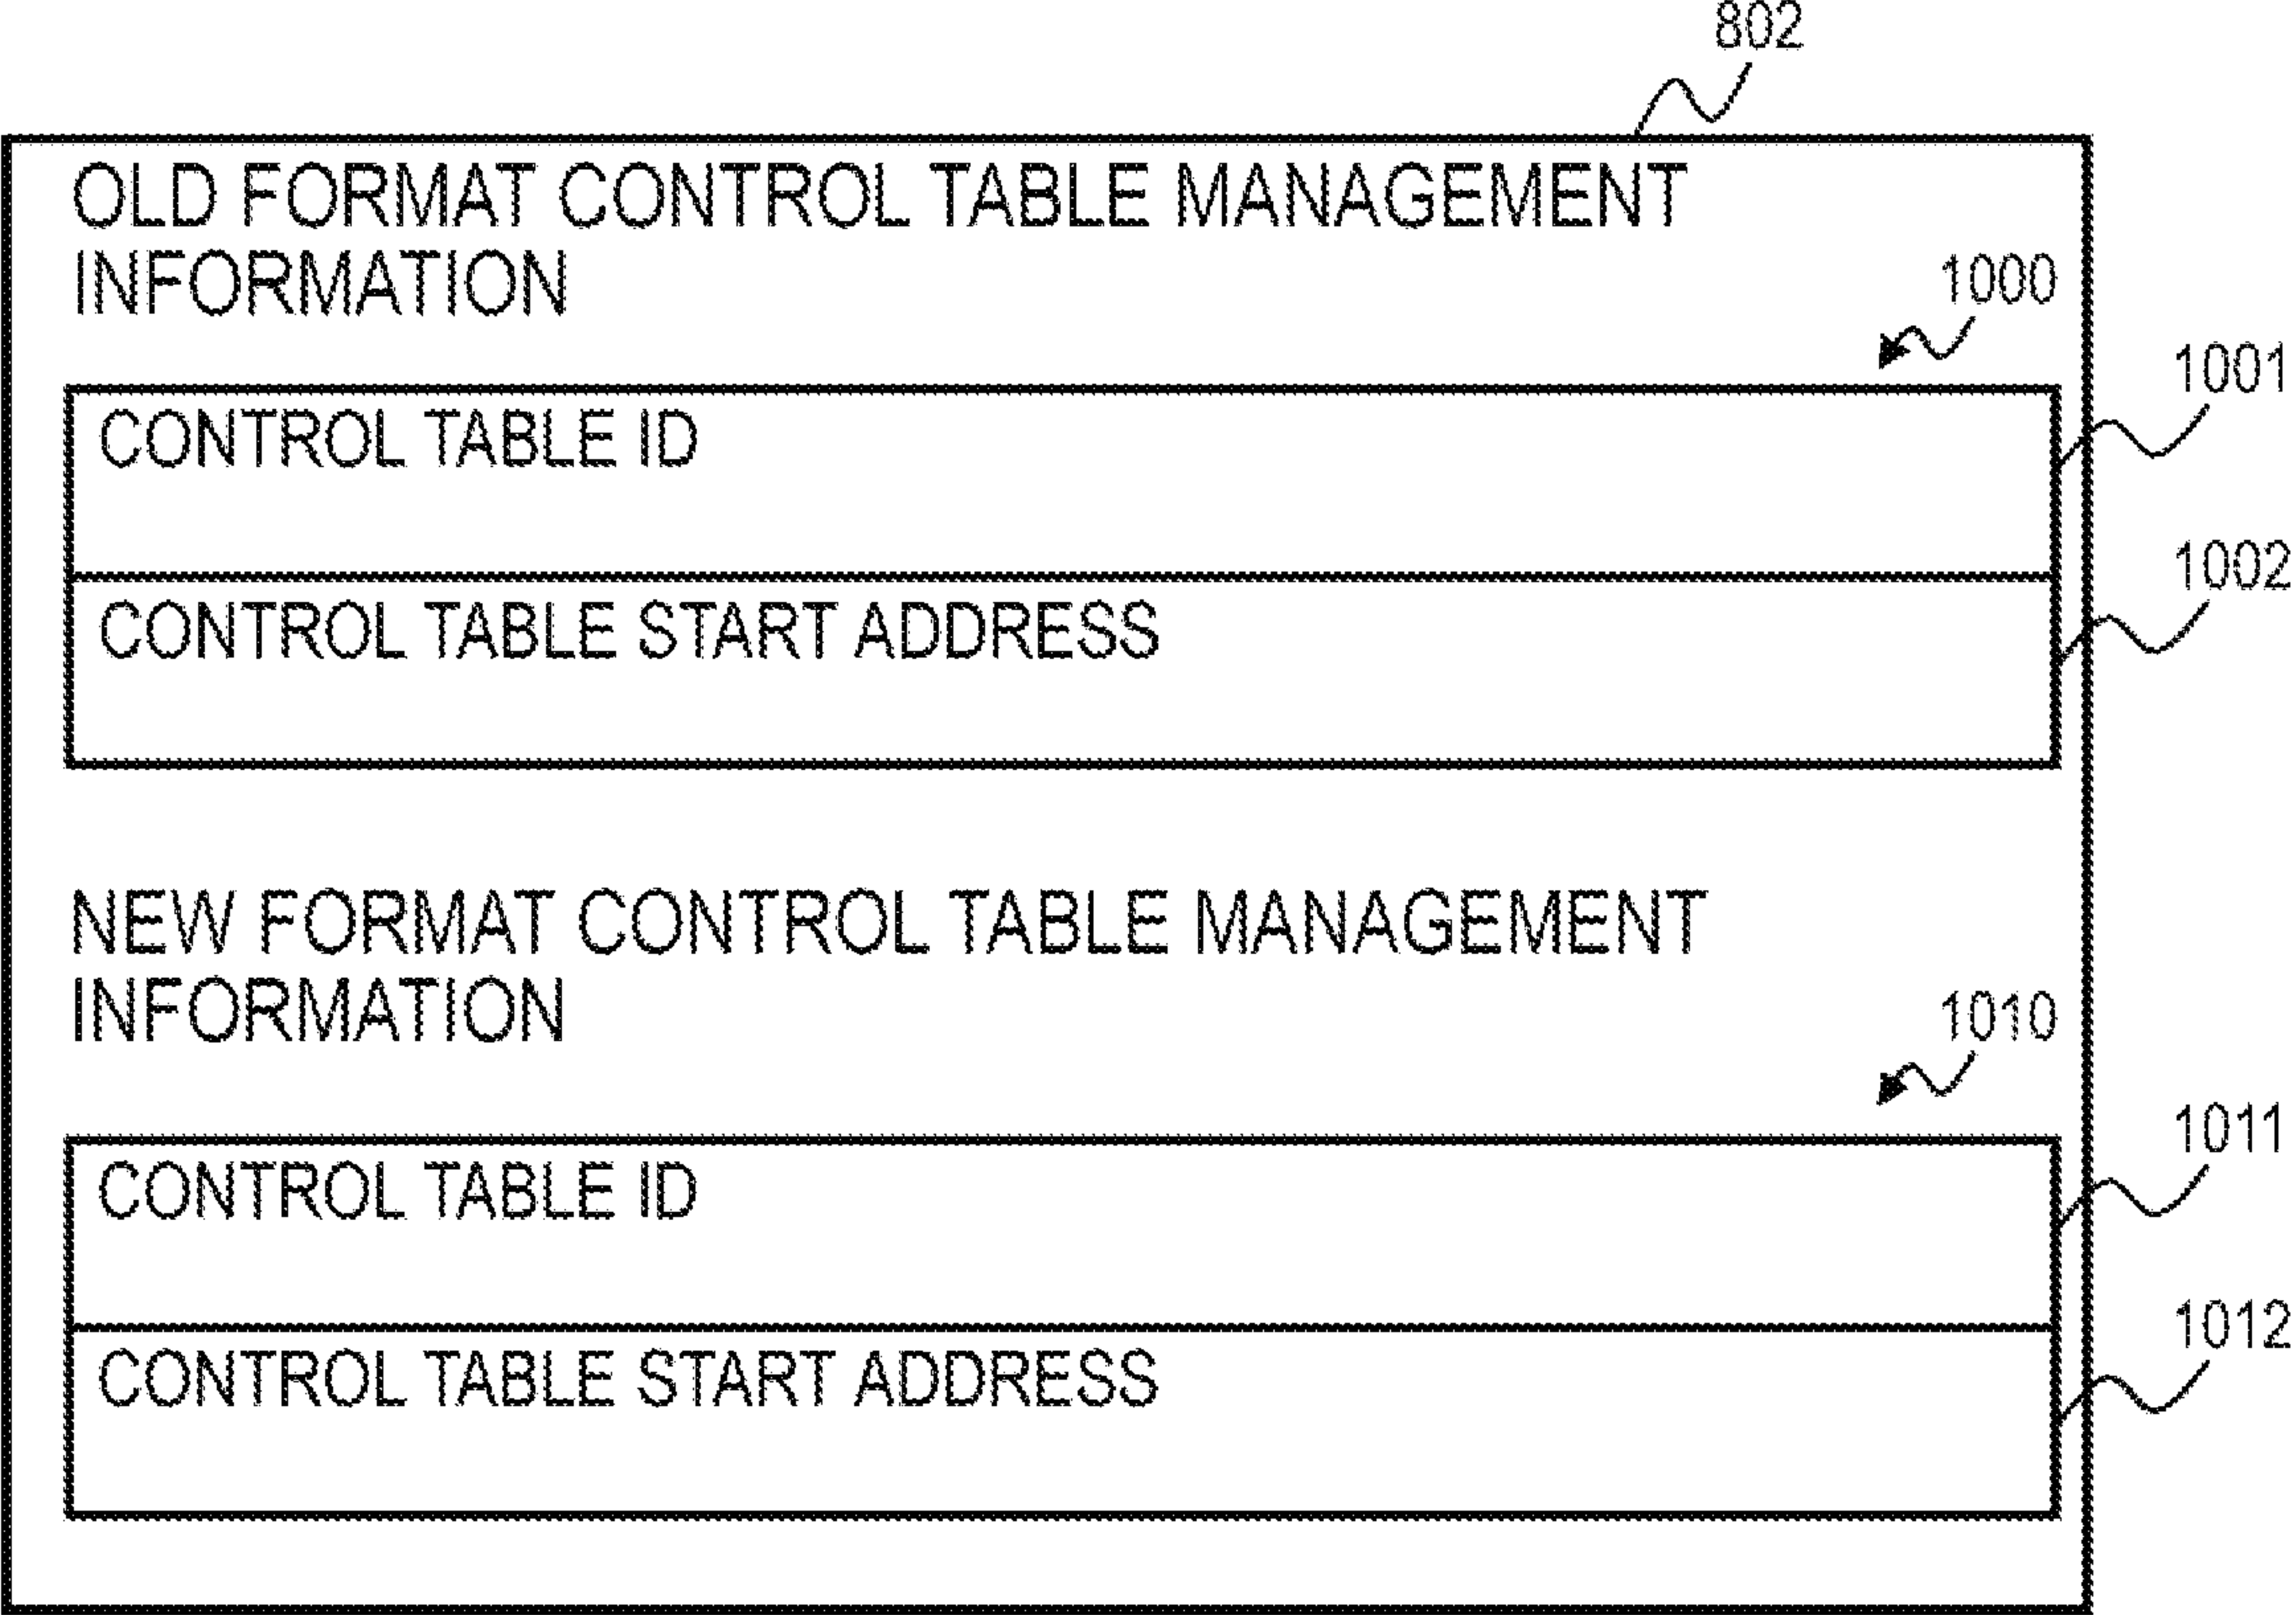 802
OLD FORMAT CONTROL TABLE MANAGEMENT
INFORMATION
1000
1001
CONTROL TABLE ID
1002
CONTROL TABLE START ADDRESS
NEW FORMAT CONTROL TABLE MANAGEMENT
INFORMATION
1010
1011
CONTROL TABLE ID
1012
CONTROL TABLE START ADDRESS